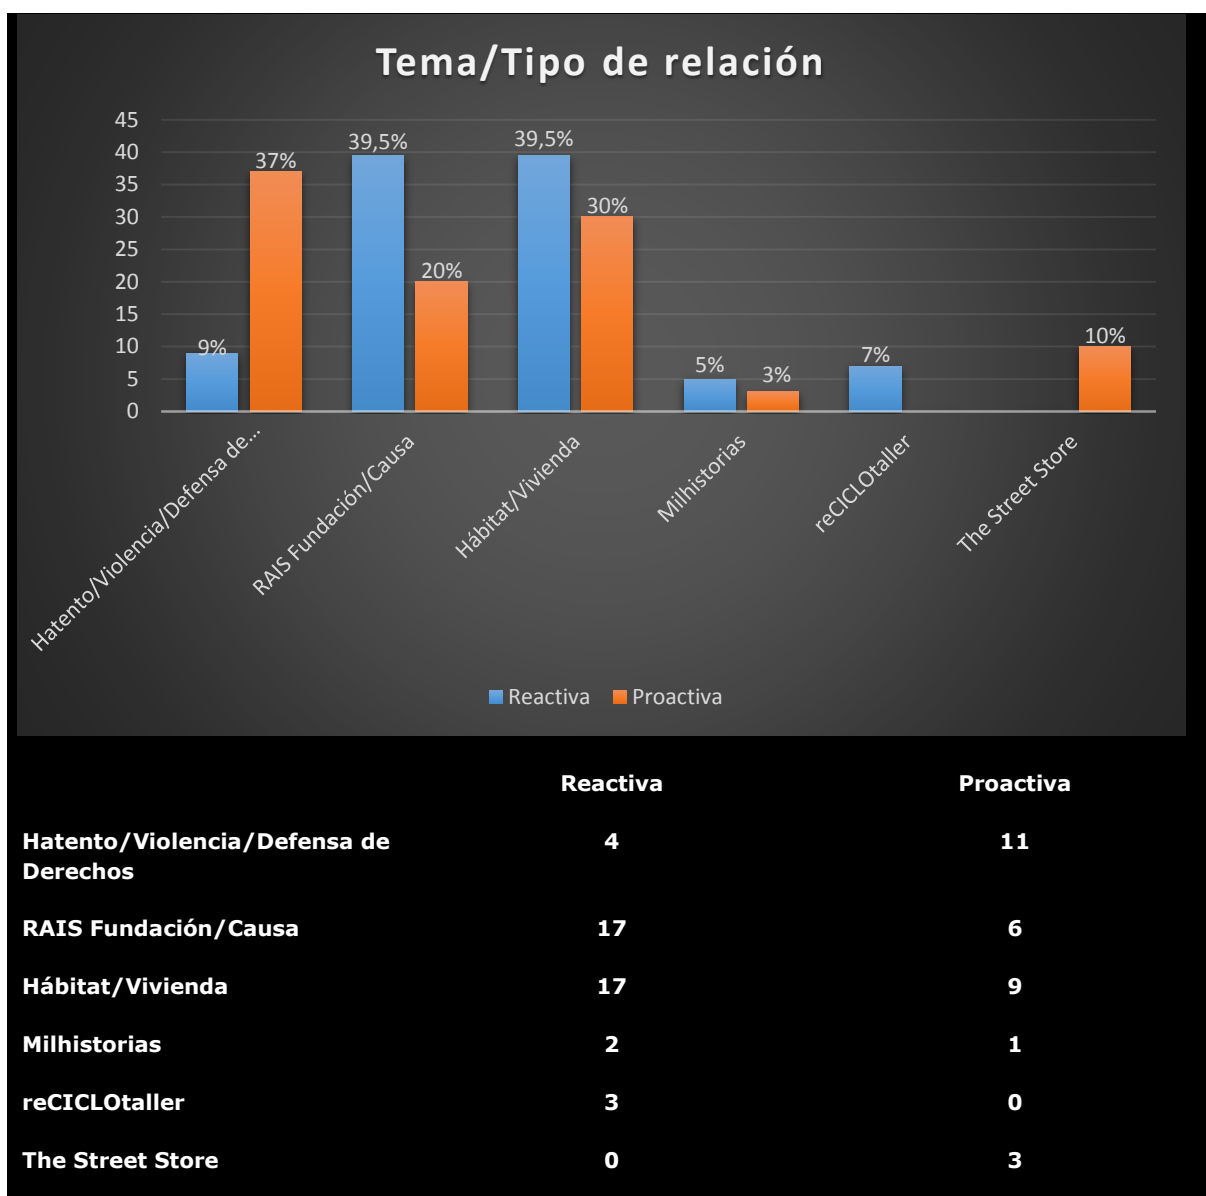 Tema/Tipo de relación
45
40
35
30
25
20
15
10
5
0
9%
37%
39,5%
20%
39,5%
30%
5%
3%
7%
10%
Hatento/Violencia/Defensa de...
RAIS Fundación/Causa
Hábitat/Vivienda
Milhistorias
reCICLOtaller
The Street Store
Reactiva Proactiva
Reactiva Proactiva
Hatento/Violencia/Defensa de 4 11
Derechos
RAIS Fundación/Causa 17 6
Hábitat/Vivienda 17 9
Milhistorias 2 1
reCICLOtaller 3 0
The Street Store 0 3